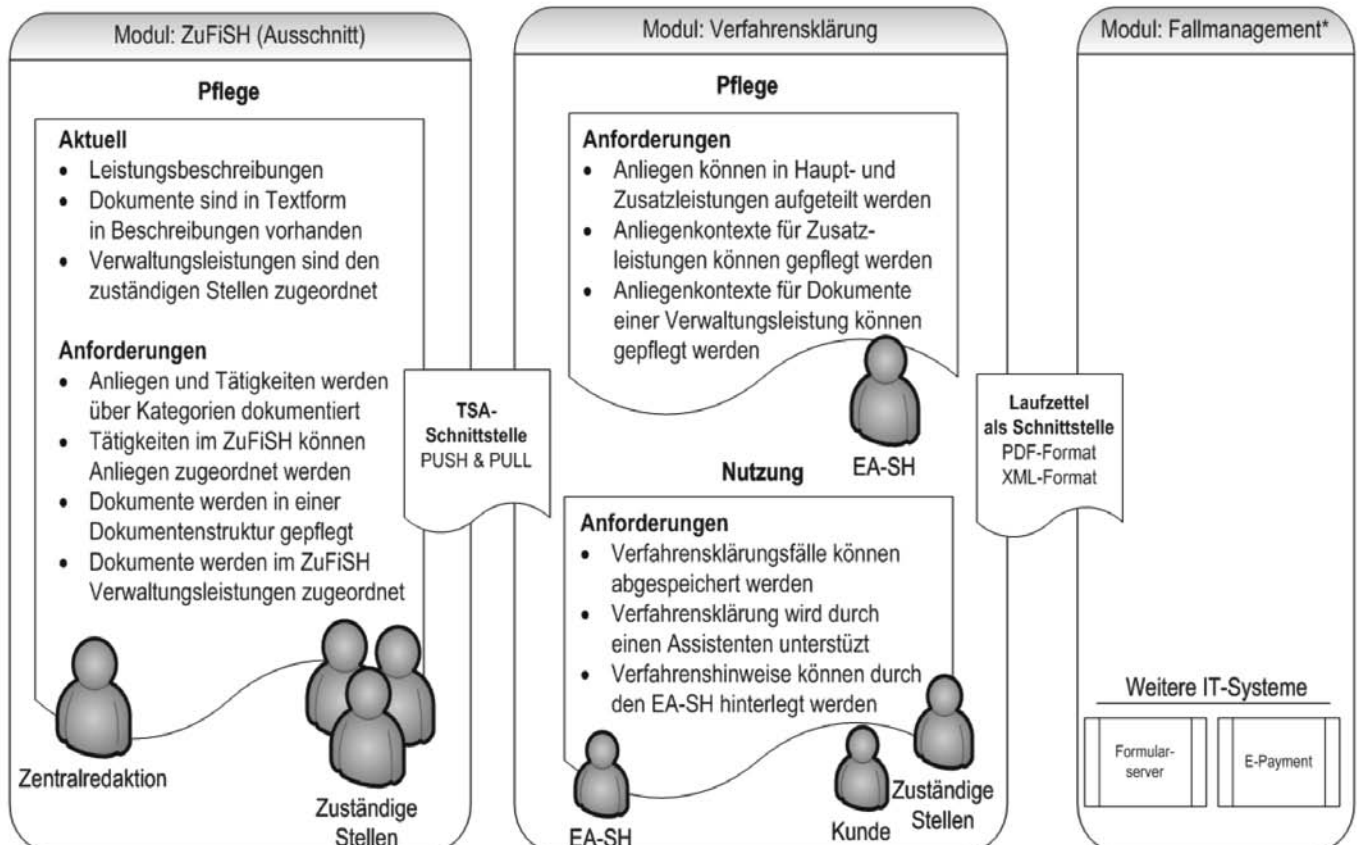 Modul: ZuFiSH (Ausschnitt)
Pflege
Aktuell
• Leistungsbeschreibungen
• Dokumente sind in Textform
in Beschreibungen vorhanden
• Verwaltungsleistungen sind den
zuständigen Stellen zugeordnet
Anforderungen
• Anliegen und Tätigkeiten werden
über Kategorien dokumentiert
• Tätigkeiten im ZuFiSH können
Anliegen zugeordnet werden
• Dokumente werden in einer
Dokumentenstruktur gepflegt
• Dokumente werden im ZuFiSH
Verwaltungsleistungen zugeordnet
Zentralredaktion
Zuständige
Stellen
TSA-
Schnittstelle
PUSH & PULL
Modul: Verfahrensklärung
Pflege
Anforderungen
• Anliegen können in Haupt- und
Zusatzleistungen aufgeteilt werden
• Anliegenkontexte für Zusatz-
leistungen können gepflegt werden
• Anliegenkontexte für Dokumente
einer Verwaltungsleistung können
gepflegt werden
EA-SH
Nutzung
Anforderungen
• Verfahrensklärungsfälle können
abgespeichert werden
• Verfahrensklärung wird durch
einen Assistenten unterstüzt
• Verfahrenshinweise können durch
den EA-SH hinterlegt werden
EA-SH
Kunde
Zuständige
Stellen
Laufzettel
als Schnittstelle
PDF-Format
XML-Format
Modul: Fallmanagement*
Weitere IT-Systeme
Formular-
server
E-Payment